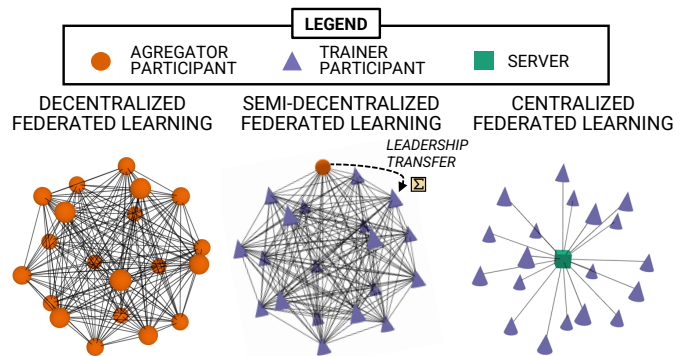 LEGEND
AGREGATOR
PARTICIPANT
TRAINER
PARTICIPANT
SERVER
DECENTRALIZED
FEDERATED LEARNING
SEMI-DECENTRALIZED
FEDERATED LEARNING
CENTRALIZED
FEDERATED LEARNING
LEADERSHIP
TRANSFER
Σ